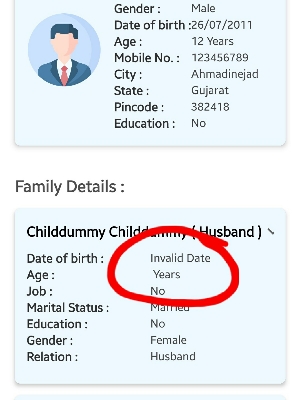 Gender : Male
Date of birth :26/07/2011
Age : 12 Years
Mobile No. : 123456789
City : Ahmadinejad
State : Gujarat
Pincode : 382418
Education : No
Family Details :
Childdummy Childdummy ( Husband )
Date of birth : Invalid Date
Age : Years
Job : No
Marital Status : Married
Education : No
Gender : Female
Relation : Husband